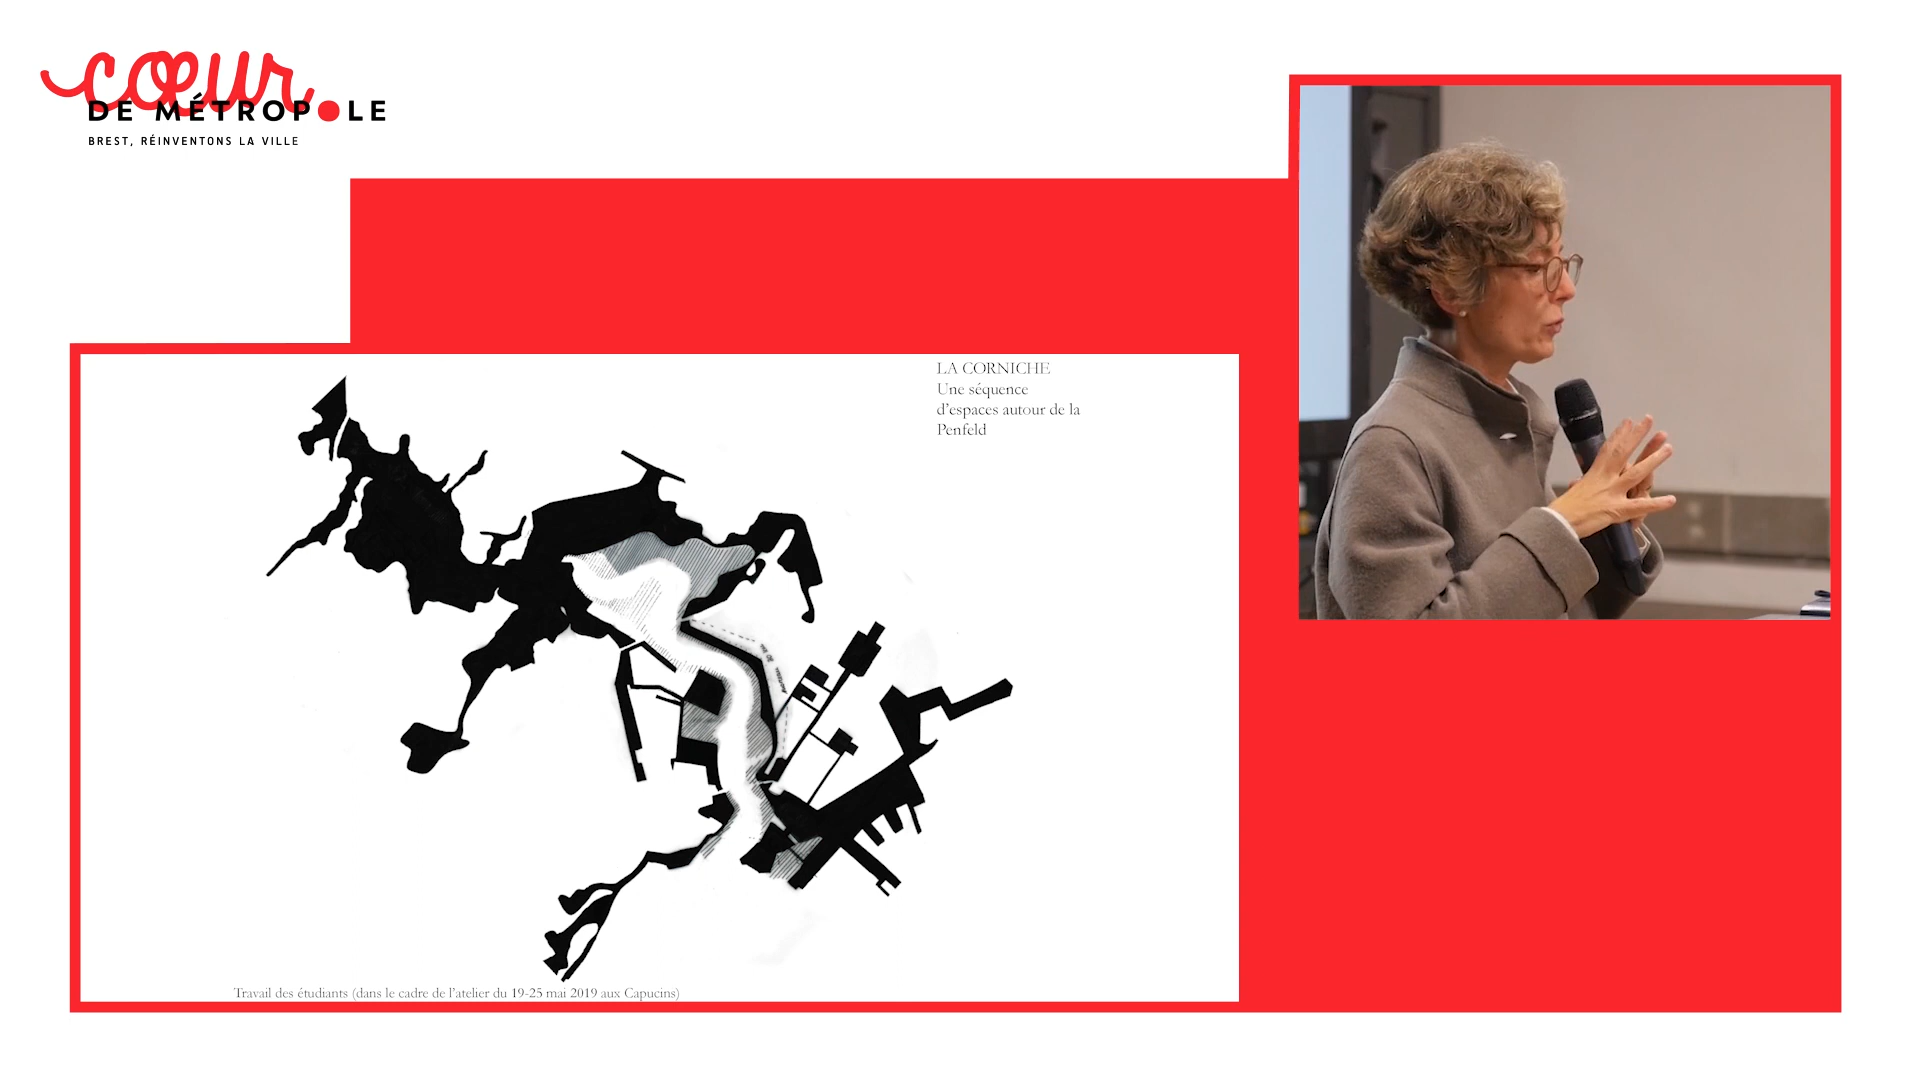 cœur
DE MÉTROPOLE
BREST, RÉINVENTONS LA VILLE
LA CORNICHE
Une séquence
d'espaces autour de la
Penfeld
Travail des étudiants (dans le cadre de l'atelier du 19-25 mai 2019 aux Capucins)